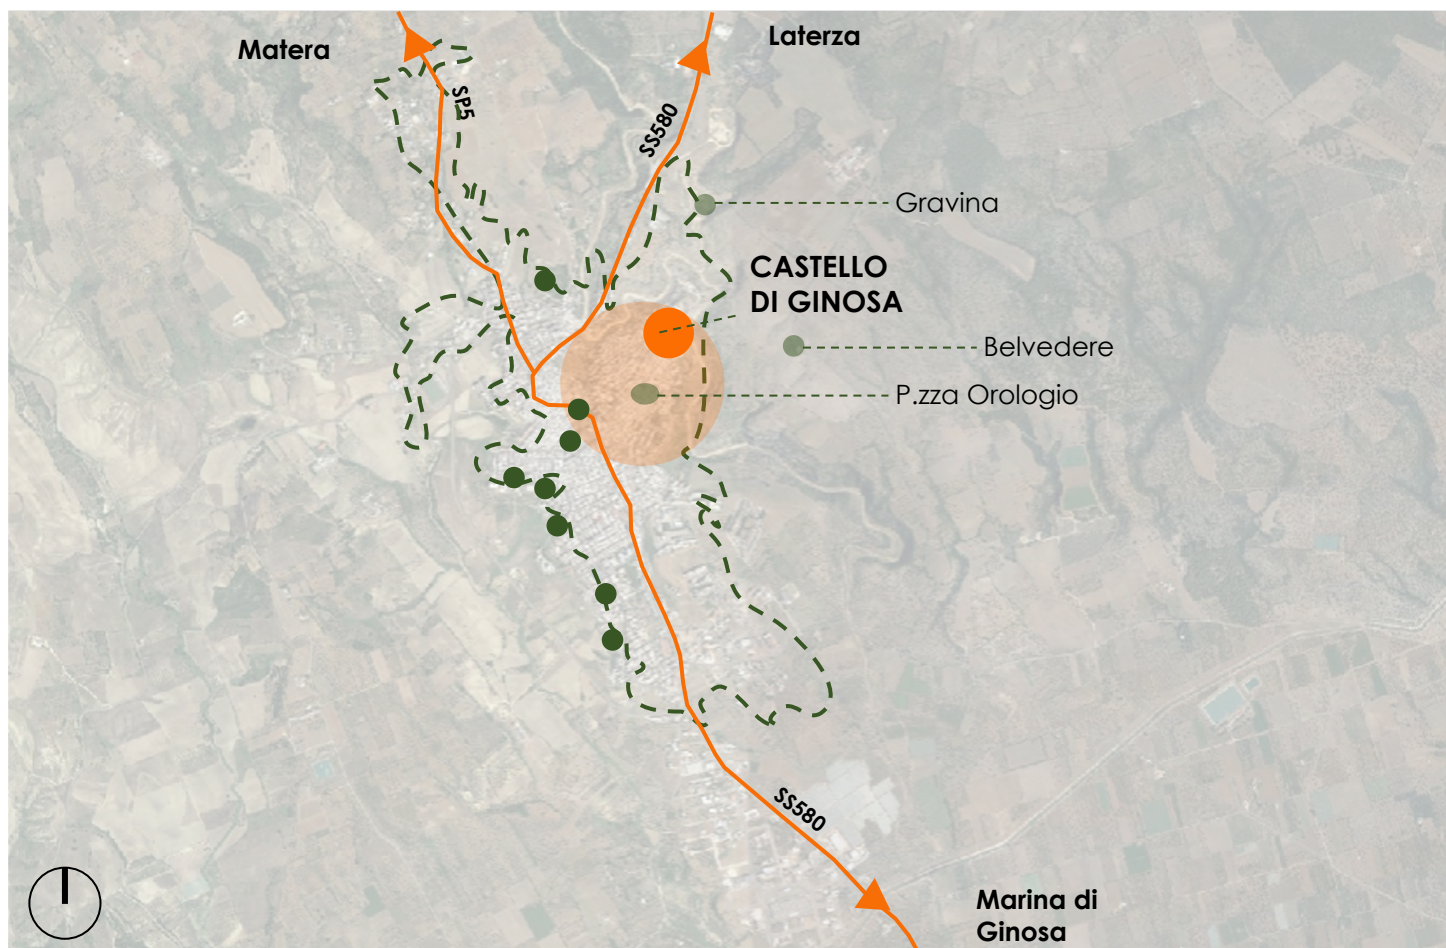 Matera
Laterza
SP5
SS580
Gravina
CASTELLO
DI GINOSA
Belvedere
P.zza Orologio
SS580
Marina di
Ginosa